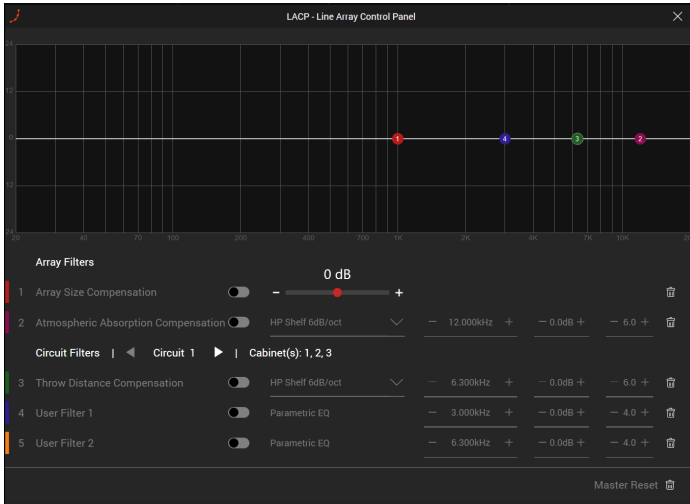 LACP - Line Array Control Panel
24
12
0
1 4 3 2
12
24
20 40 70 100 200 400 700 1K 2K 4K 7K 10K 20
Array Filters
0 dB
1 Array Size Compensation - +
2 Atmospheric Absorption Compensation HP Shelf 6dB/oct - 12.000kHz + - 0.0dB + - 6.0 +
Circuit Filters | ◀ Circuit 1 ▶ | Cabinet(s): 1, 2, 3
3 Throw Distance Compensation HP Shelf 6dB/oct - 6.300kHz + - 0.0dB + - 6.0 +
4 User Filter 1 Parametric EQ - 3.000kHz + - 0.0dB + - 4.0 +
5 User Filter 2 Parametric EQ - 6.300kHz + - 0.0dB + - 4.0 +
Master Reset